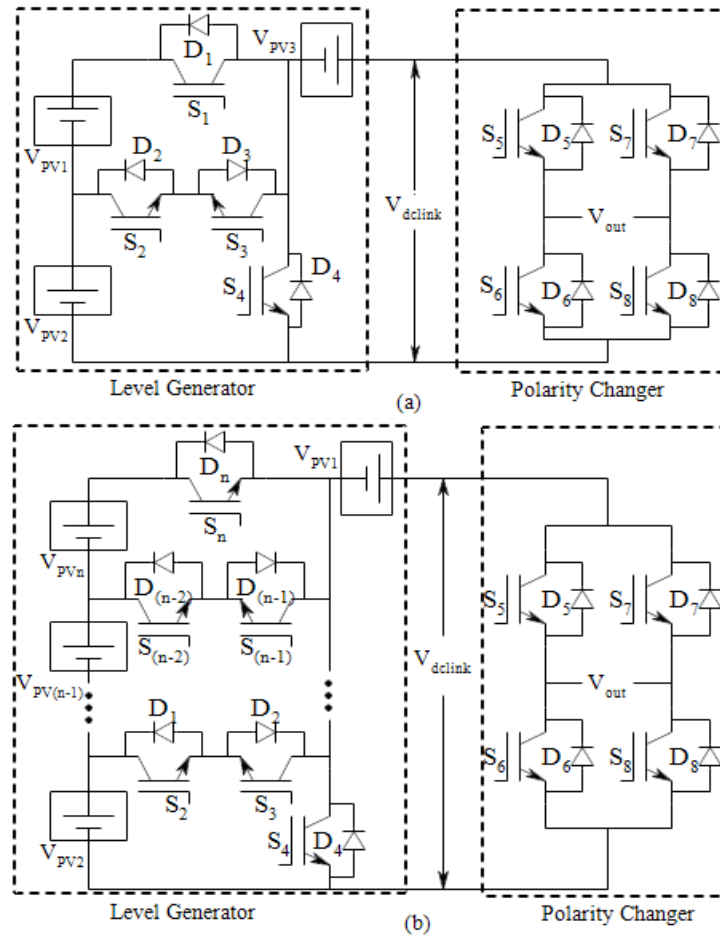 D1
VPV3
S1
VPV1
D2
D3
S2
S3
S4
D4
VPV2
Vdclink
S5
D5
S7
D7
Vout
S6
D6
S8
D8
Level Generator
(a)
Polarity Changer
Dn
VPV1
Sn
VPVn
D(n-2)
D(n-1)
S(n-2)
S(n-1)
VPV(n-1)
D1
D2
S2
S3
S4
D4
VPV2
Vdclink
S5
D5
S7
D7
Vout
S6
D6
S8
D8
Level Generator
(b)
Polarity Changer